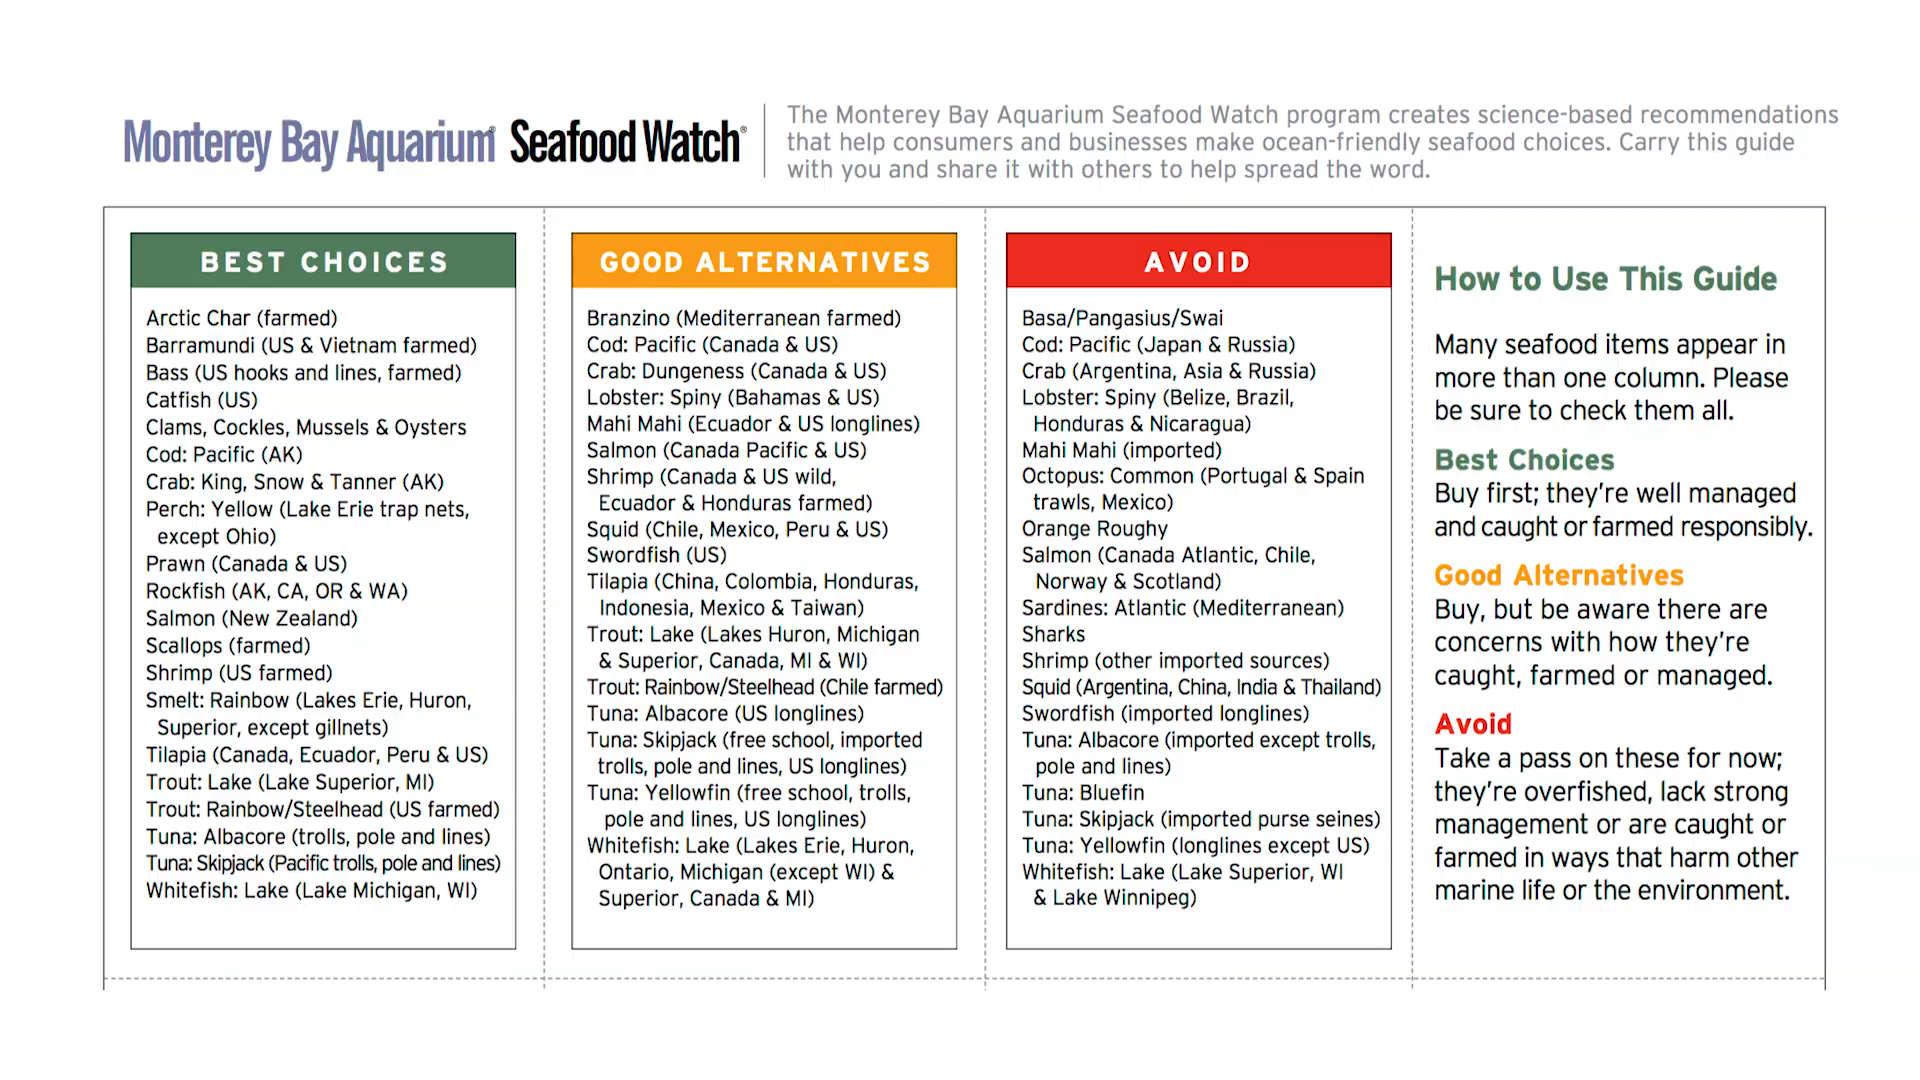 Monterey Bay Aquarium® Seafood Watch®
The Monterey Bay Aquarium Seafood Watch program creates science-based recommendations
that help consumers and businesses make ocean-friendly seafood choices. Carry this guide
with you and share it with others to help spread the word.
BEST CHOICES
Arctic Char (farmed)
Barramundi (US & Vietnam farmed)
Bass (US hooks and lines, farmed)
Catfish (US)
Clams, Cockles, Mussels & Oysters
Cod: Pacific (AK)
Crab: King, Snow & Tanner (AK)
Perch: Yellow (Lake Erie trap nets,
except Ohio)
Prawn (Canada & US)
Rockfish (AK, CA, OR & WA)
Salmon (New Zealand)
Scallops (farmed)
Shrimp (US farmed)
Smelt: Rainbow (Lakes Erie, Huron,
Superior, except gillnets)
Tilapia (Canada, Ecuador, Peru & US)
Trout: Lake (Lake Superior, MI)
Trout: Rainbow/Steelhead (US farmed)
Tuna: Albacore (trolls, pole and lines)
Tuna: Skipjack (Pacific trolls, pole and lines)
Whitefish: Lake (Lake Michigan, WI)
GOOD ALTERNATIVES
Branzino (Mediterranean farmed)
Cod: Pacific (Canada & US)
Crab: Dungeness (Canada & US)
Lobster: Spiny (Bahamas & US)
Mahi Mahi (Ecuador & US longlines)
Salmon (Canada Pacific & US)
Shrimp (Canada & US wild,
Ecuador & Honduras farmed)
Squid (Chile, Mexico, Peru & US)
Swordfish (US)
Tilapia (China, Colombia, Honduras,
Indonesia, Mexico & Taiwan)
Trout: Lake (Lakes Huron, Michigan
& Superior, Canada, MI & WI)
Trout: Rainbow/Steelhead (Chile farmed)
Tuna: Albacore (US longlines)
Tuna: Skipjack (free school, imported
trolls, pole and lines, US longlines)
Tuna: Yellowfin (free school, trolls,
pole and lines, US longlines)
Whitefish: Lake (Lakes Erie, Huron,
Ontario, Michigan (except WI) &
Superior, Canada & MI)
AVOID
Basa/Pangasius/Swai
Cod: Pacific (Japan & Russia)
Crab (Argentina, Asia & Russia)
Lobster: Spiny (Belize, Brazil,
Honduras & Nicaragua)
Mahi Mahi (imported)
Octopus: Common (Portugal & Spain
trawls, Mexico)
Orange Roughy
Salmon (Canada Atlantic, Chile,
Norway & Scotland)
Sardines: Atlantic (Mediterranean)
Sharks
Shrimp (other imported sources)
Squid (Argentina, China, India & Thailand)
Swordfish (imported longlines)
Tuna: Albacore (imported except trolls,
pole and lines)
Tuna: Bluefin
Tuna: Skipjack (imported purse seines)
Tuna: Yellowfin (longlines except US)
Whitefish: Lake (Lake Superior, WI
& Lake Winnipeg)
How to Use This Guide
Many seafood items appear in
more than one column. Please
be sure to check them all.
Best Choices
Buy first; they're well managed
and caught or farmed responsibly.
Good Alternatives
Buy, but be aware there are
concerns with how they're
caught, farmed or managed.
Avoid
Take a pass on these for now;
they're overfished, lack strong
management or are caught or
farmed in ways that harm other
marine life or the environment.